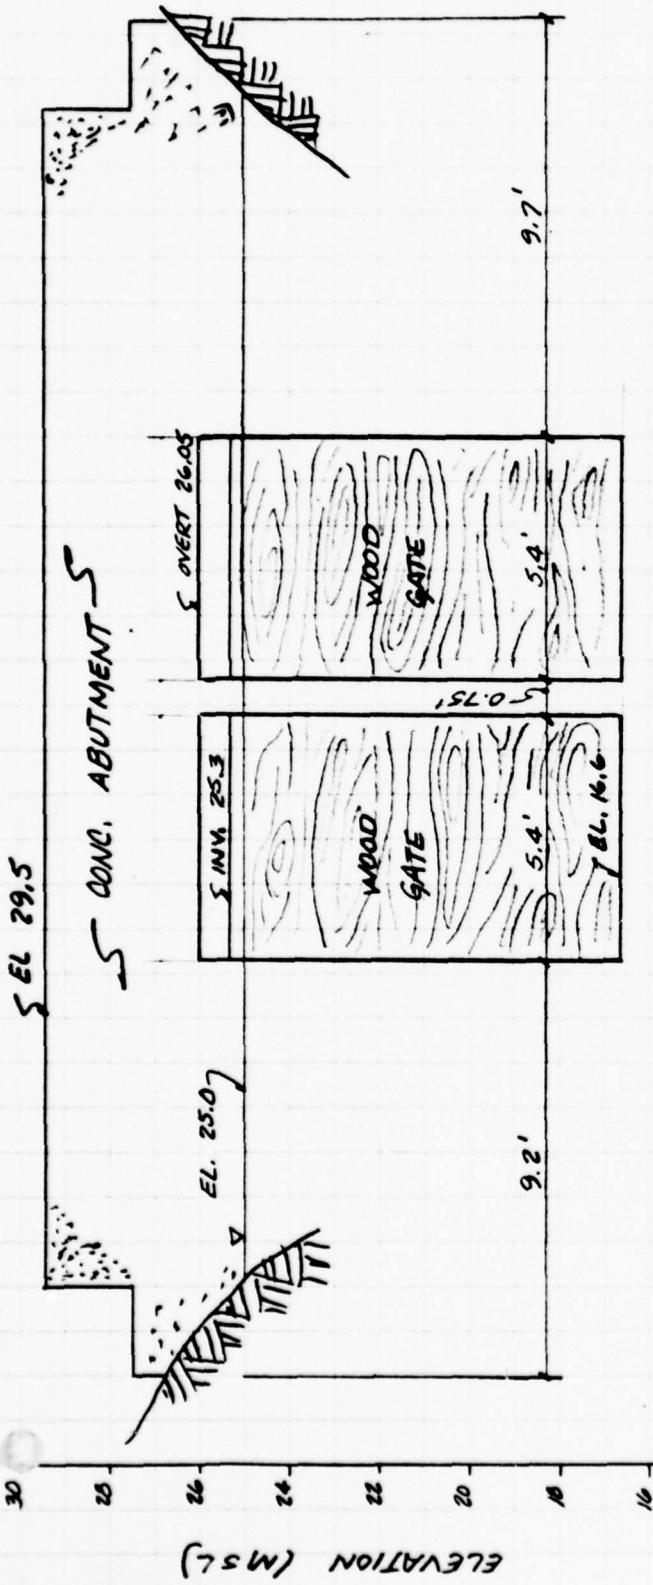 EL 29.5
CONC. ABUTMENT
EL. 25.0
INV. 25.3
OVERT 26.05
WOOD
GATE
WOOD
GATE
9.2'
5.4'
0.75'
5.4'
9.7'
EL. 16.6
ELEVATION (MSL)
30
28
26
24
22
20
18
16